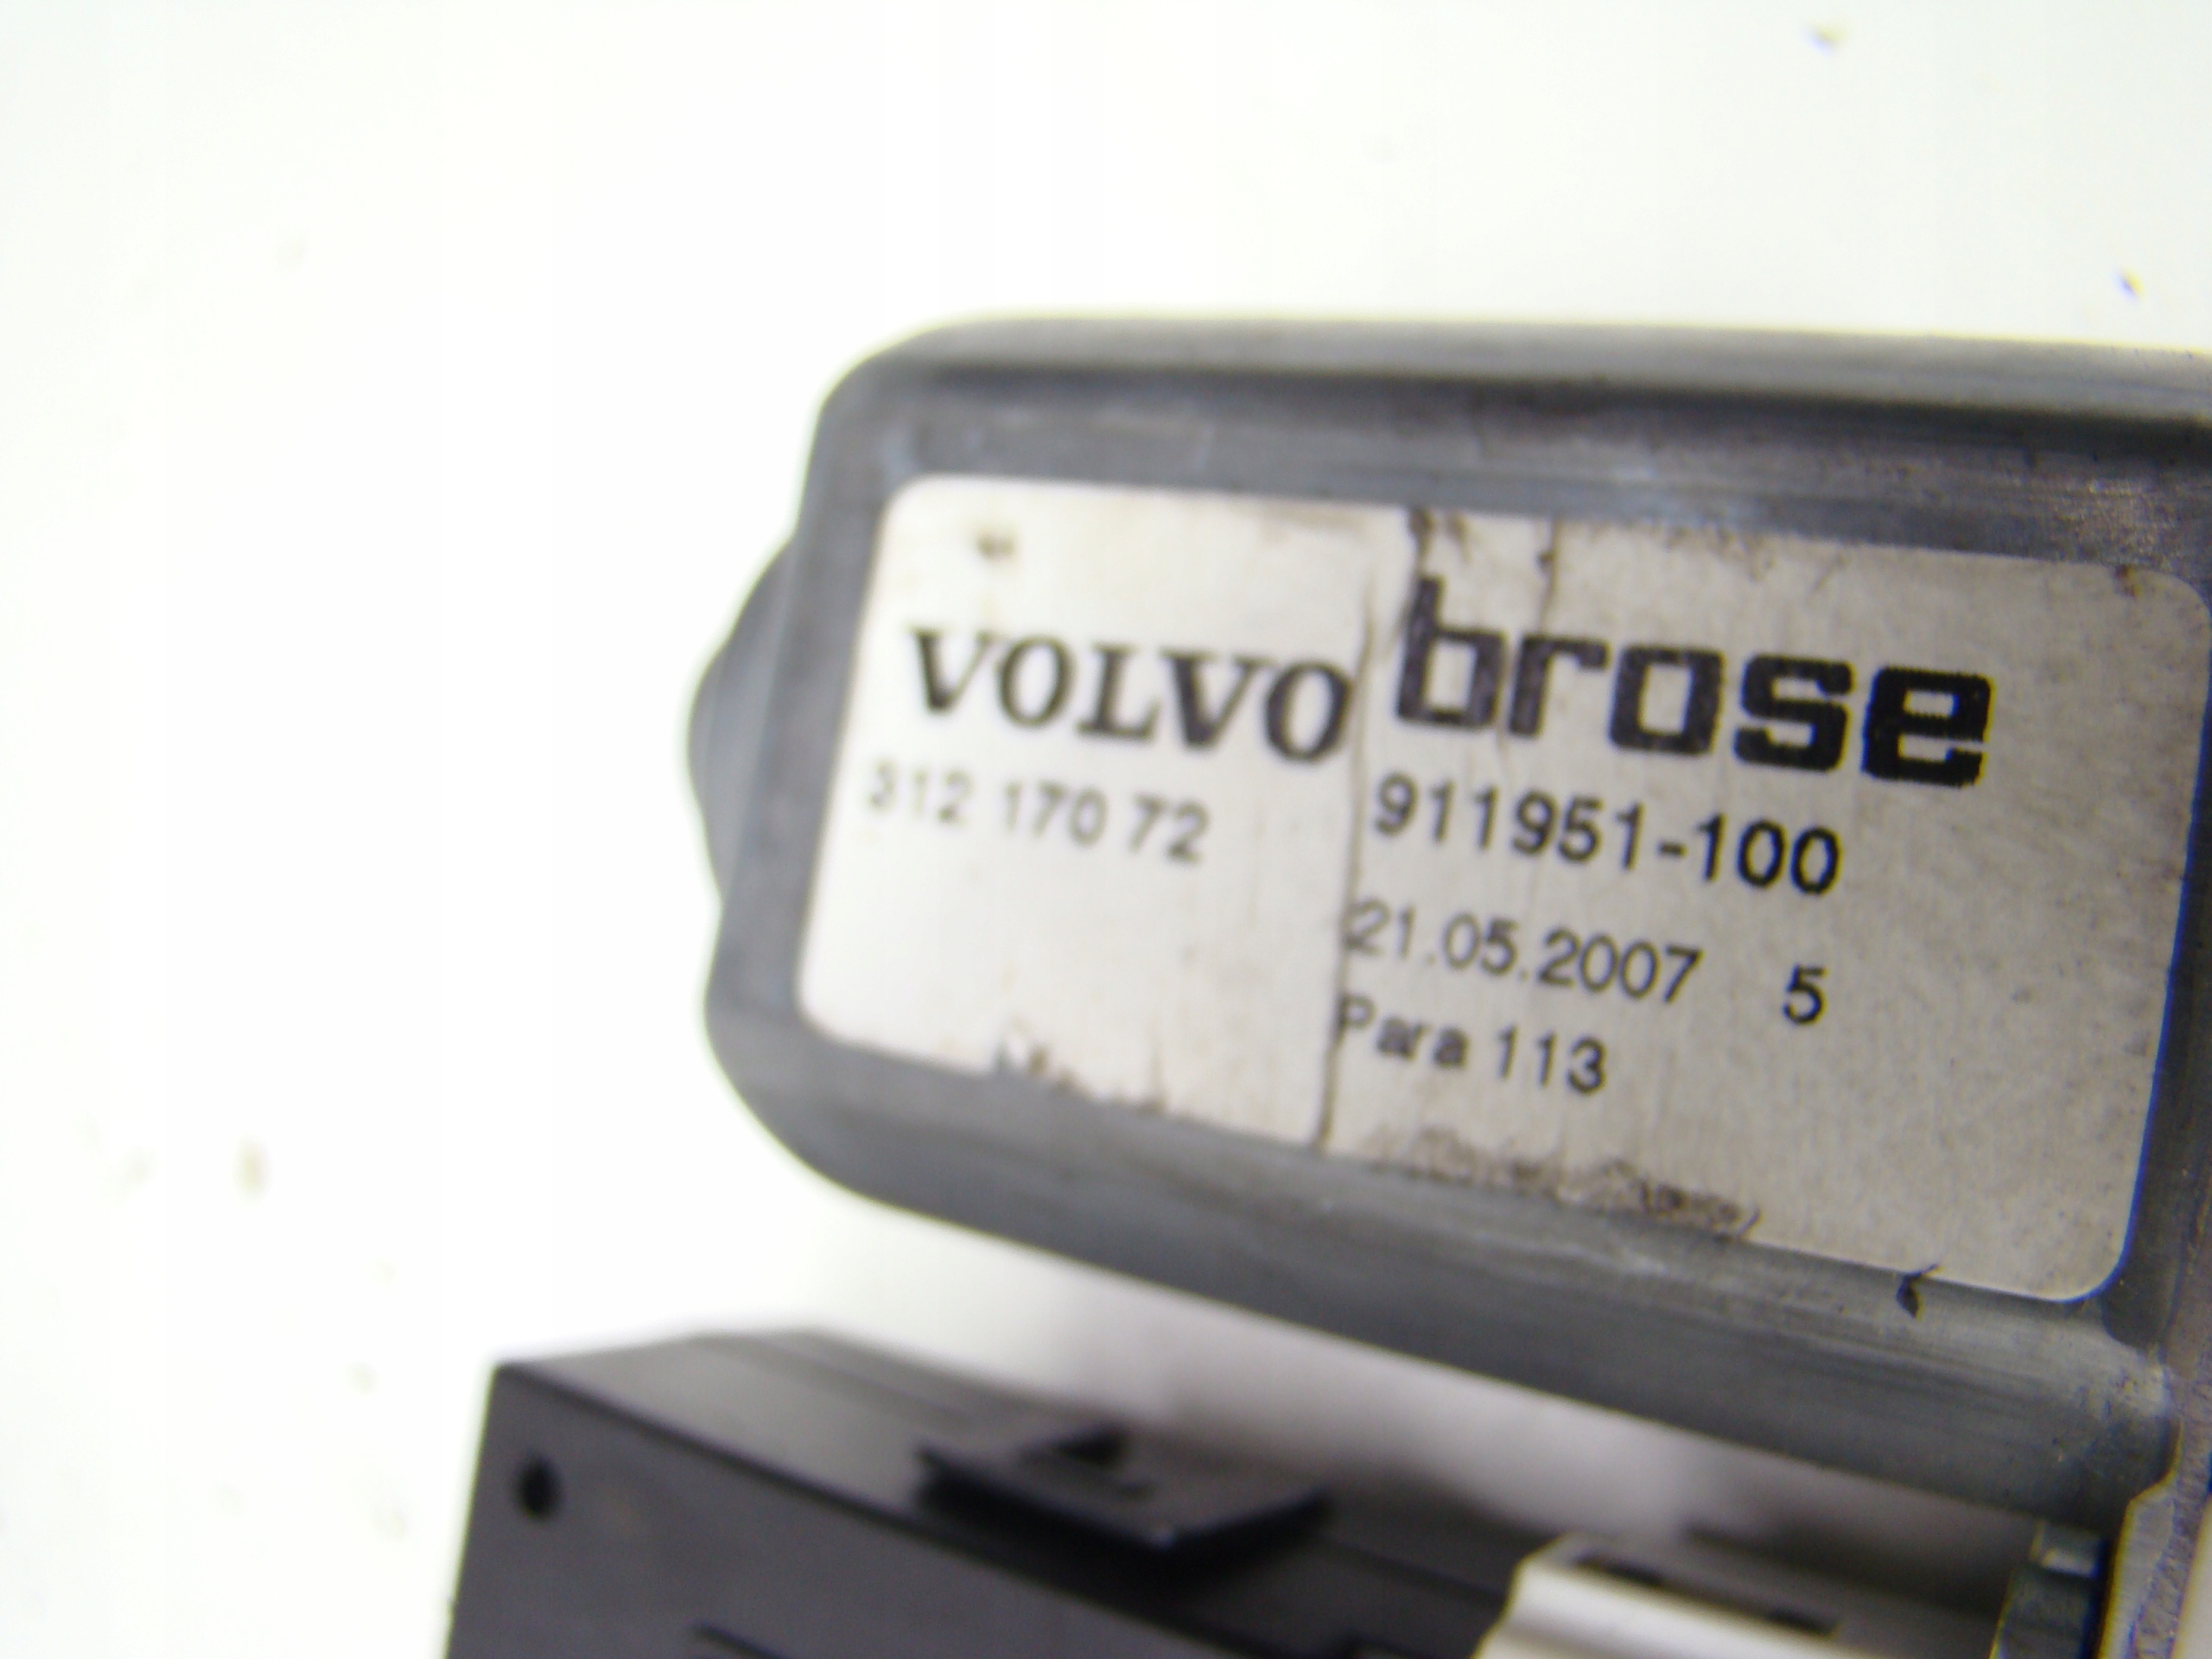 VOLVO brose
312 170 72 911951-100
21.05.2007 5
Para 113